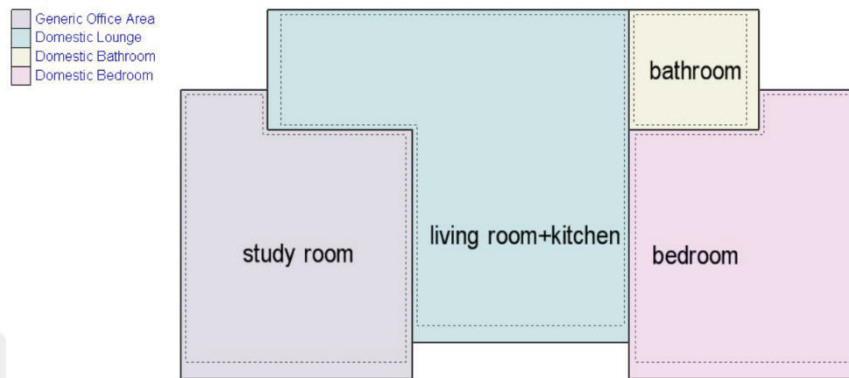 Generic Office Area
Domestic Lounge
Domestic Bathroom
Domestic Bedroom
bathroom
living room+kitchen
study room
bedroom